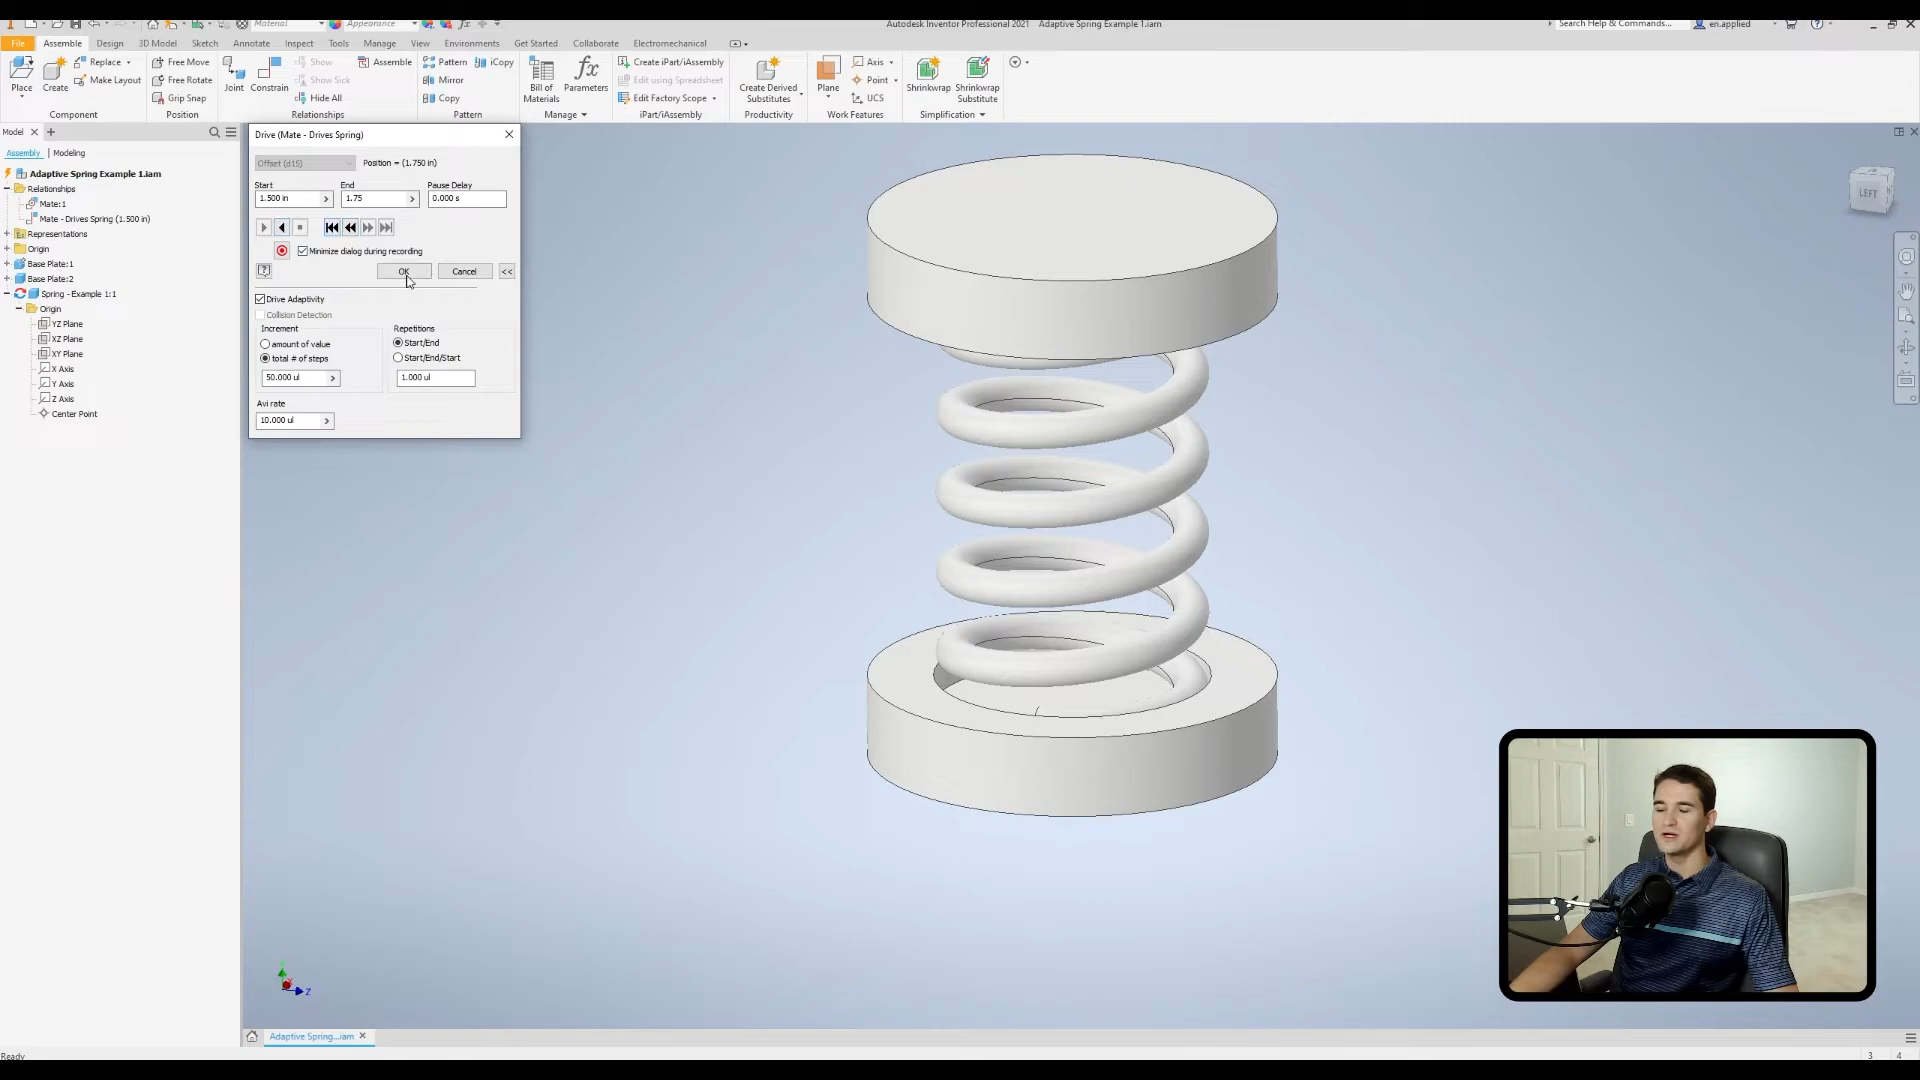 Material
Appearance
Autodesk Inventor Professional 2021 Adaptive Spring Example 1.iam
Search Help & Commands...
en.applied
File Assemble Design 3D Model Sketch Annotate Inspect Tools Manage View Environments Get Started Collaborate Electromechanical
Place
Create
Replace
Make Layout
Component
Free Move
Free Rotate
Grip Snap
Position
Joint
Constrain
Show
Show Sick
Hide All
Relationships
Assemble
Pattern
Mirror
Copy
iCopy
Pattern
Bill of
Materials
Parameters
Manage
Create iPart/iAssembly
Edit using Spreadsheet
Edit Factory Scope
iPart/iAssembly
Create Derived
Substitutes
Productivity
Plane
Axis
Point
UCS
Work Features
Shrinkwrap
Shrinkwrap
Substitute
Simplification
Model
Assembly | Modeling
Adaptive Spring Example 1.iam
Relationships
Mate:1
Mate - Drives Spring (1.500 in)
Representations
Origin
Base Plate:1
Base Plate:2
Spring - Example 1:1
Origin
YZ Plane
XZ Plane
XY Plane
X Axis
Y Axis
Z Axis
Center Point
Drive (Mate - Drives Spring)
Offset (d15) Position = (1.750 in)
Start End Pause Delay
1.500 in 1.75 0.000 s
Minimize dialog during recording
OK Cancel <<
Drive Adaptivity
Collision Detection
Increment
amount of value
total # of steps
50.000 ul
Repetitions
Start/End
Start/End/Start
1.000 ul
Avi rate
10.000 ul
LEFT
Z
Adaptive Spring...iam
Ready
3 4